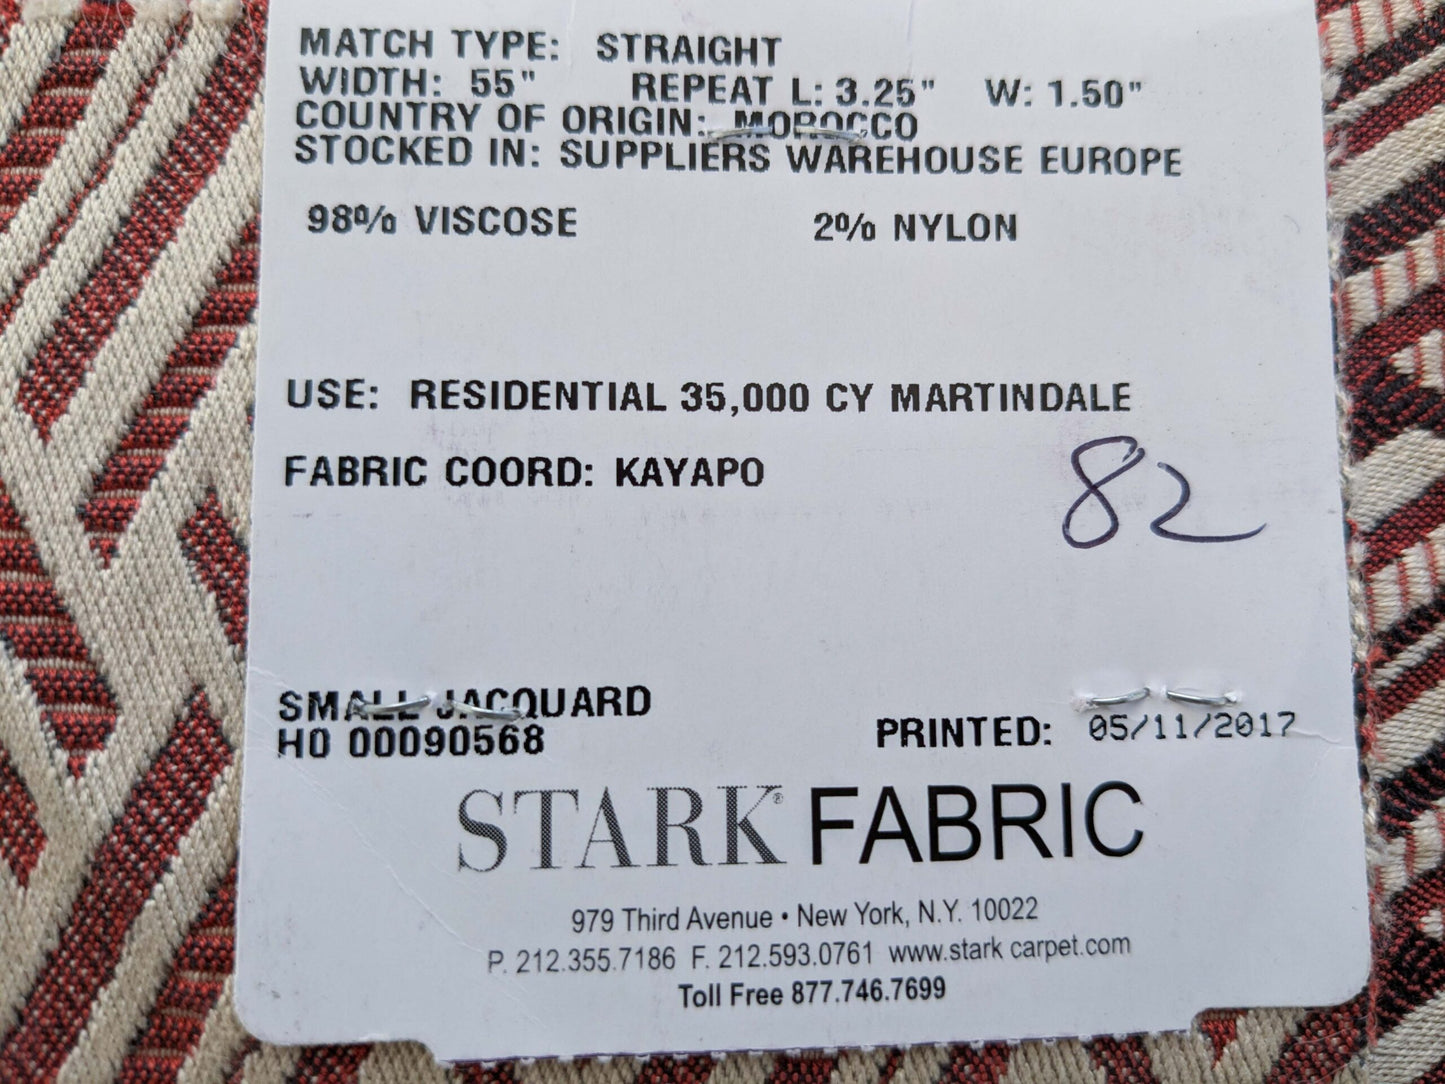 MATCH TYPE: STRAIGHT
WIDTH: 55" REPEAT L: 3.25" W: 1.50"
COUNTRY OF ORIGIN: MOROCCO
STOCKED IN: SUPPLIERS WAREHOUSE EUROPE
98% VISCOSE 2% NYLON
USE: RESIDENTIAL 35,000 CY MARTINDALE
FABRIC COORD: KAYAPO
82
SMALL JACQUARD
HO 00090568 PRINTED: 05/11/2017
STARK® FABRIC
979 Third Avenue • New York, N.Y. 10022
P. 212.355.7186 F. 212.593.0761 www.stark carpet.com
Toll Free 877.746.7699